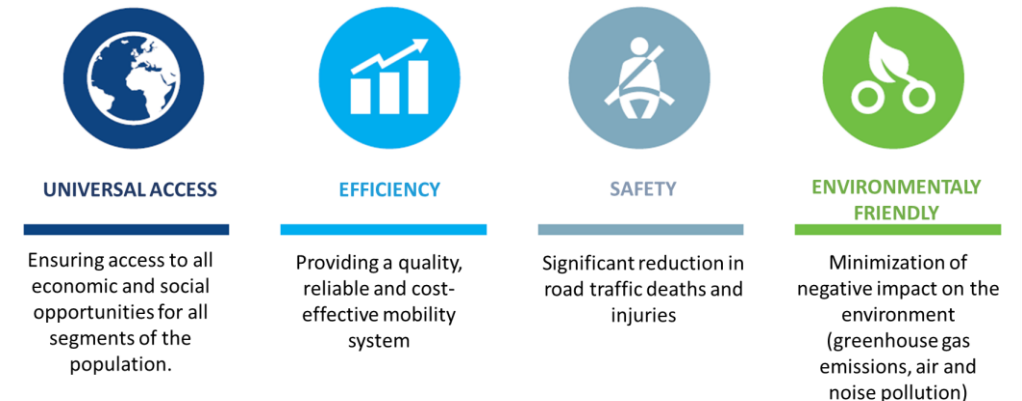 UNIVERSAL ACCESS
Ensuring access to all
economic and social
opportunities for all
segments of the
population.
EFFICIENCY
Providing a quality,
reliable and cost-
effective mobility
system
SAFETY
Significant reduction in
road traffic deaths and
injuries
ENVIRONMENTALY
FRIENDLY
Minimization of
negative impact on the
environment
(greenhouse gas
emissions, air and
noise pollution)